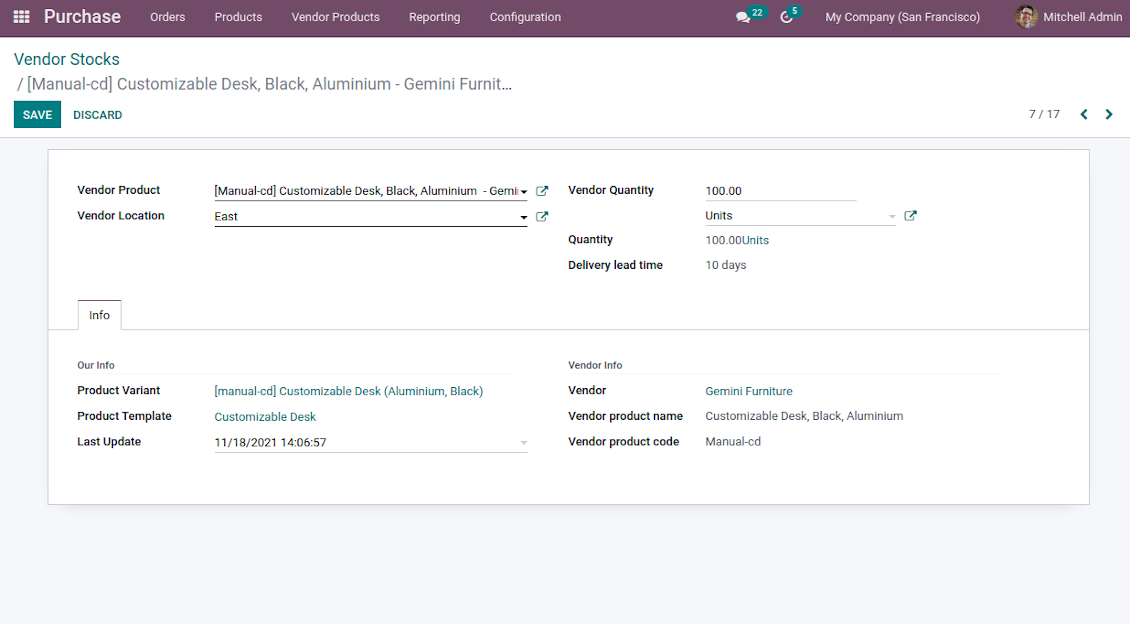 Purchase Orders Products Vendor Products Reporting Configuration 22 5 My Company (San Francisco) Mitchell Admin
Vendor Stocks
/ [Manual-cd] Customizable Desk, Black, Aluminium - Gemini Furnit...
SAVE DISCARD 7 / 17
Vendor Product [Manual-cd] Customizable Desk, Black, Aluminium - Gemi Vendor Quantity 100.00
Vendor Location East Units
Quantity 100.00Units
Delivery lead time 10 days
Info
Our Info Vendor Info
Product Variant [manual-cd] Customizable Desk (Aluminium, Black) Vendor Gemini Furniture
Product Template Customizable Desk Vendor product name Customizable Desk, Black, Aluminium
Last Update 11/18/2021 14:06:57 Vendor product code Manual-cd